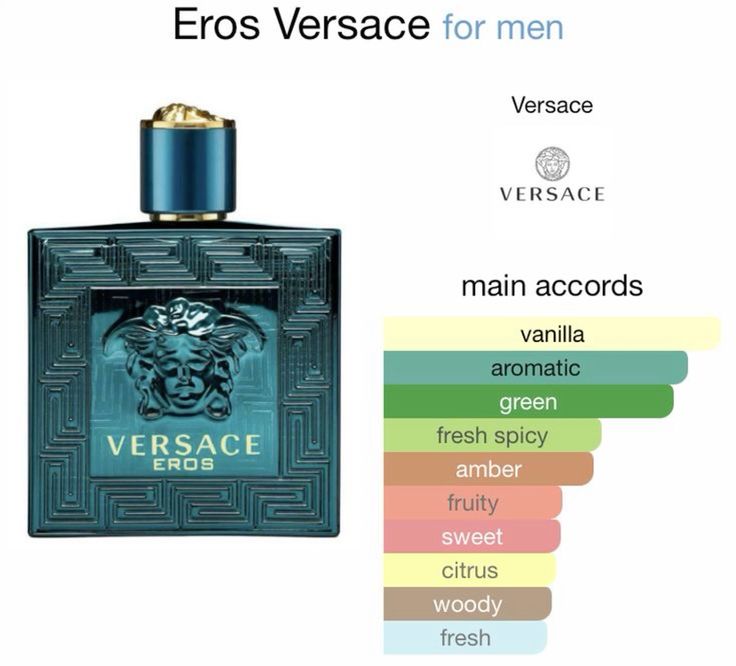 Eros Versace for men
Versace
VERSACE
main accords
vanilla
aromatic
green
fresh spicy
amber
fruity
sweet
citrus
woody
fresh
VERSACE
EROS